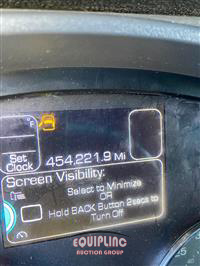 F
Set
Clock
454,221.9 Mi
Screen Visibility:
Select to Minimize
OR
Hold BACK Button 2secs to
Turn Off
EQUIPLINC
AUCTION GROUP
25